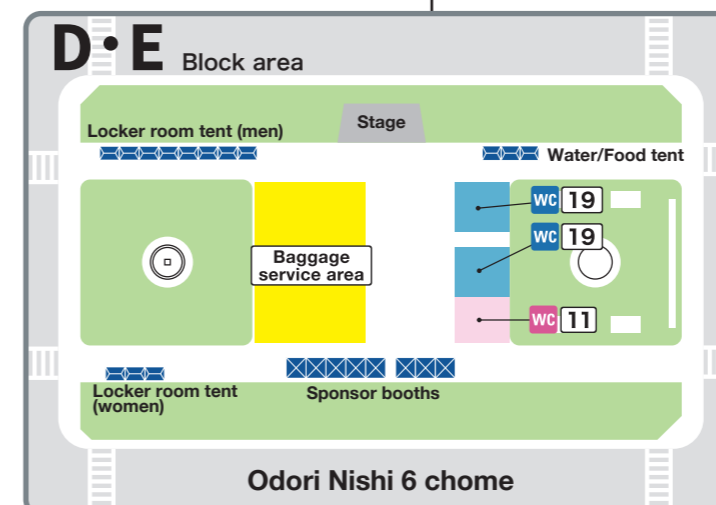 D・E Block area
Stage
Locker room tent (men)
Water/Food tent
WC 19
WC 19
Baggage
service area
WC 11
Locker room tent
(women)
Sponsor booths
Odori Nishi 6 chome